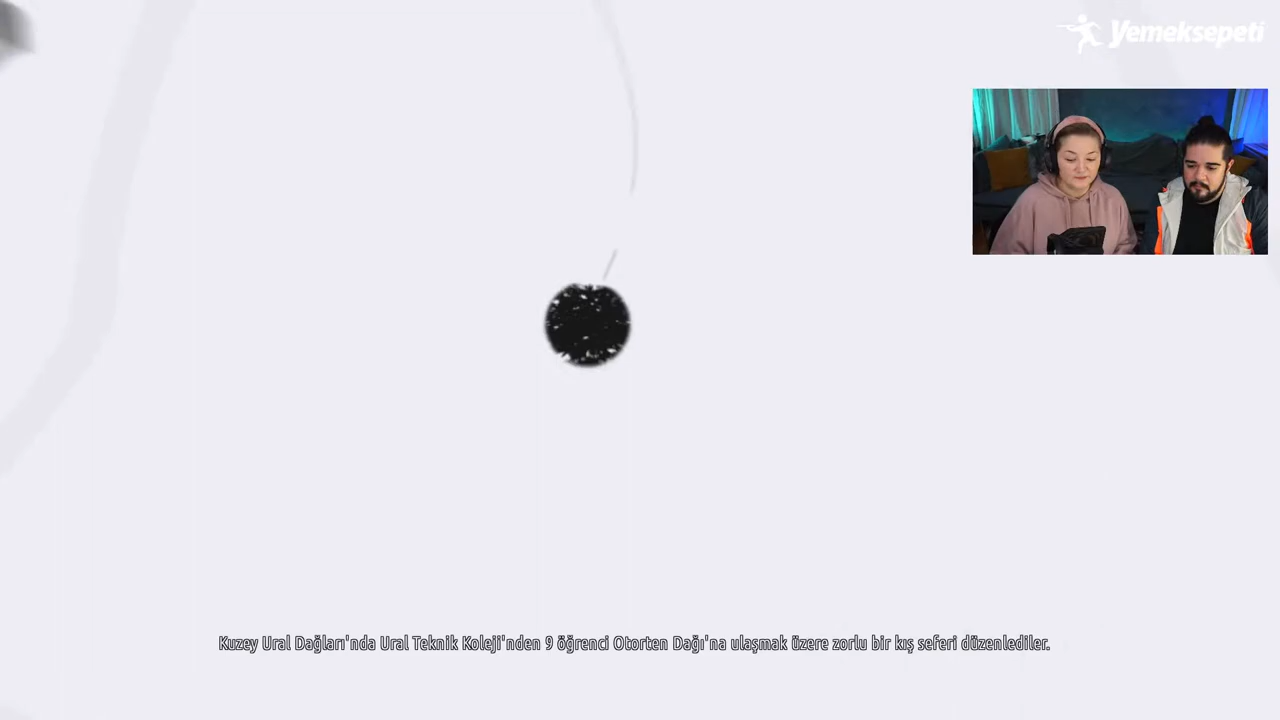 Yemeksepeti
Kuzey Ural Dağları'nda Ural Teknik Koleji'nden 9 öğrenci Otorten Dağı'na ulaşmak üzere zorlu bir kış seferi düzenlediler.